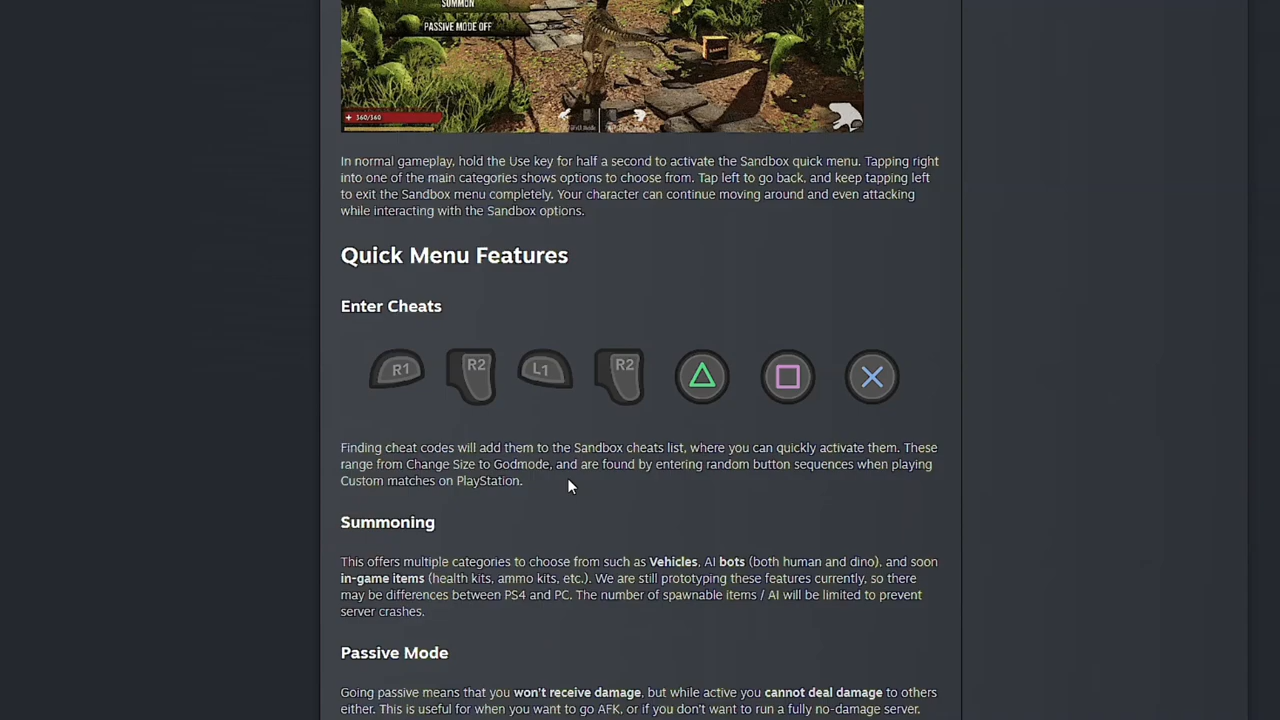 SUMMON
PASSIVE MODE OFF
360/360
In normal gameplay, hold the Use key for half a second to activate the Sandbox quick menu. Tapping right
into one of the main categories shows options to choose from. Tap left to go back, and keep tapping left
to exit the Sandbox menu completely. Your character can continue moving around and even attacking
while interacting with the Sandbox options.
Quick Menu Features
Enter Cheats
R1 R2 L1 R2
Finding cheat codes will add them to the Sandbox cheats list, where you can quickly activate them. These
range from Change Size to Godmode, and are found by entering random button sequences when playing
Custom matches on PlayStation.
Summoning
This offers multiple categories to choose from such as Vehicles, AI bots (both human and dino), and soon
in-game items (health kits, ammo kits, etc.). We are still prototyping these features currently, so there
may be differences between PS4 and PC. The number of spawnable items / AI will be limited to prevent
server crashes.
Passive Mode
Going passive means that you won't receive damage, but while active you cannot deal damage to others
either. This is useful for when you want to go AFK, or if you don't want to run a fully no-damage server.